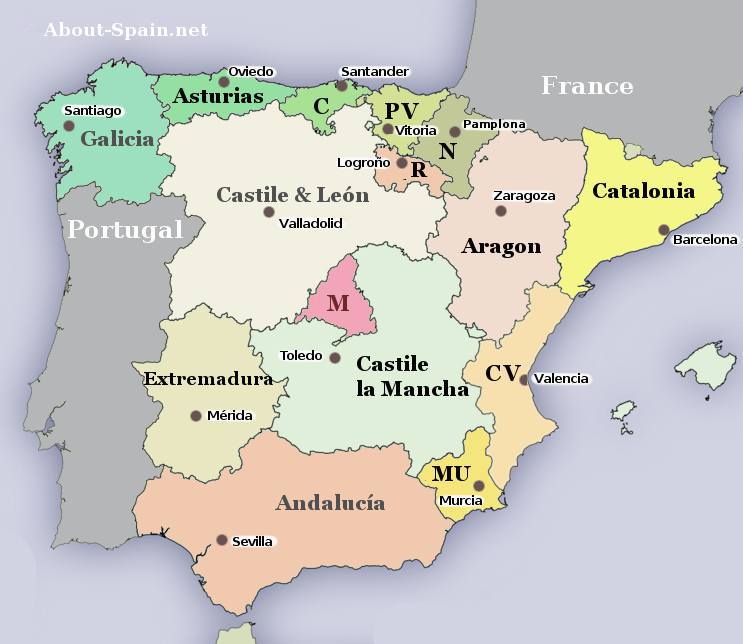 About-Spain.net
Oviedo
Santander
Asturias
France
C
PV
Santiago
Pamplona
Vitoria
Galicia
N
Logroño
R
Castile & León
Zaragoza
Catalonia
Valladolid
Portugal
Barcelona
Aragon
M
Toledo
Castile
la Mancha
CV
Valencia
Extremadura
Mérida
MU
Murcia
Andalucía
Sevilla